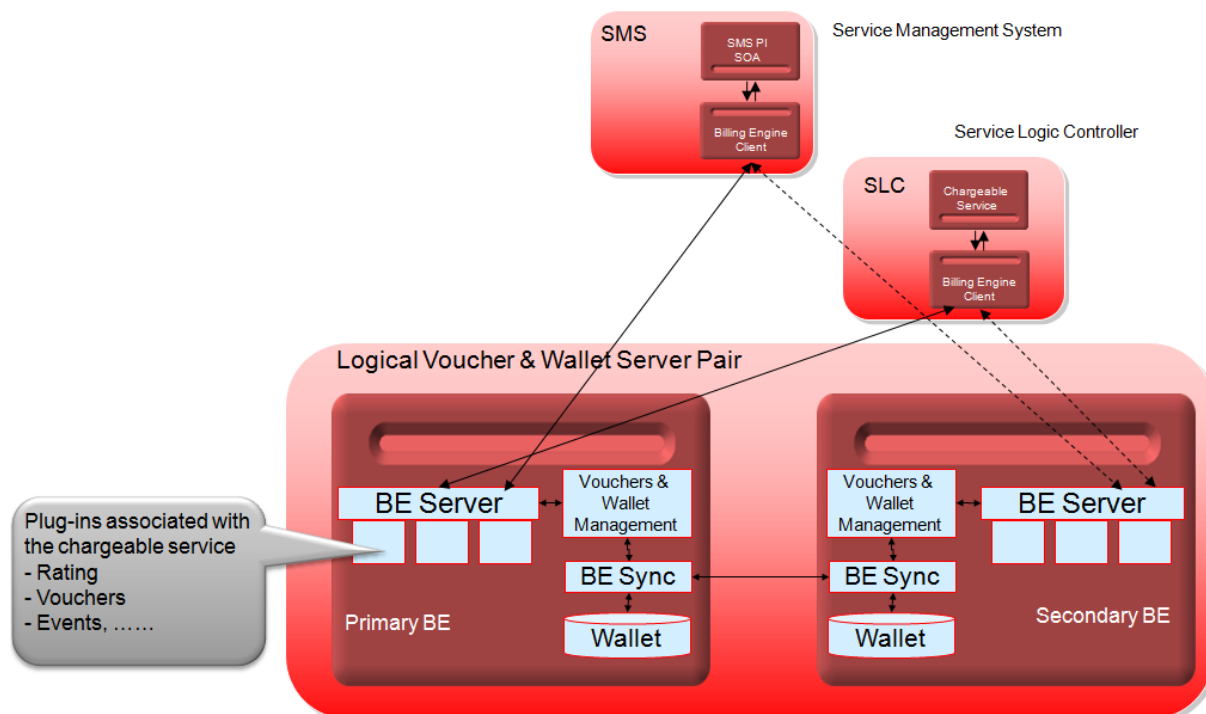 SMS
SMS PI
SOA
Billing Engine
Client
Service Management System
Service Logic Controller
SLC
Chargeable
Service
Billing Engine
Client
Logical Voucher & Wallet Server Pair
BE Server
Vouchers &
Wallet
Management
BE Sync
Wallet
Primary BE
Vouchers &
Wallet
Management
BE Server
BE Sync
Wallet
Secondary BE
Plug-ins associated with
the chargeable service
- Rating
- Vouchers
- Events, ……